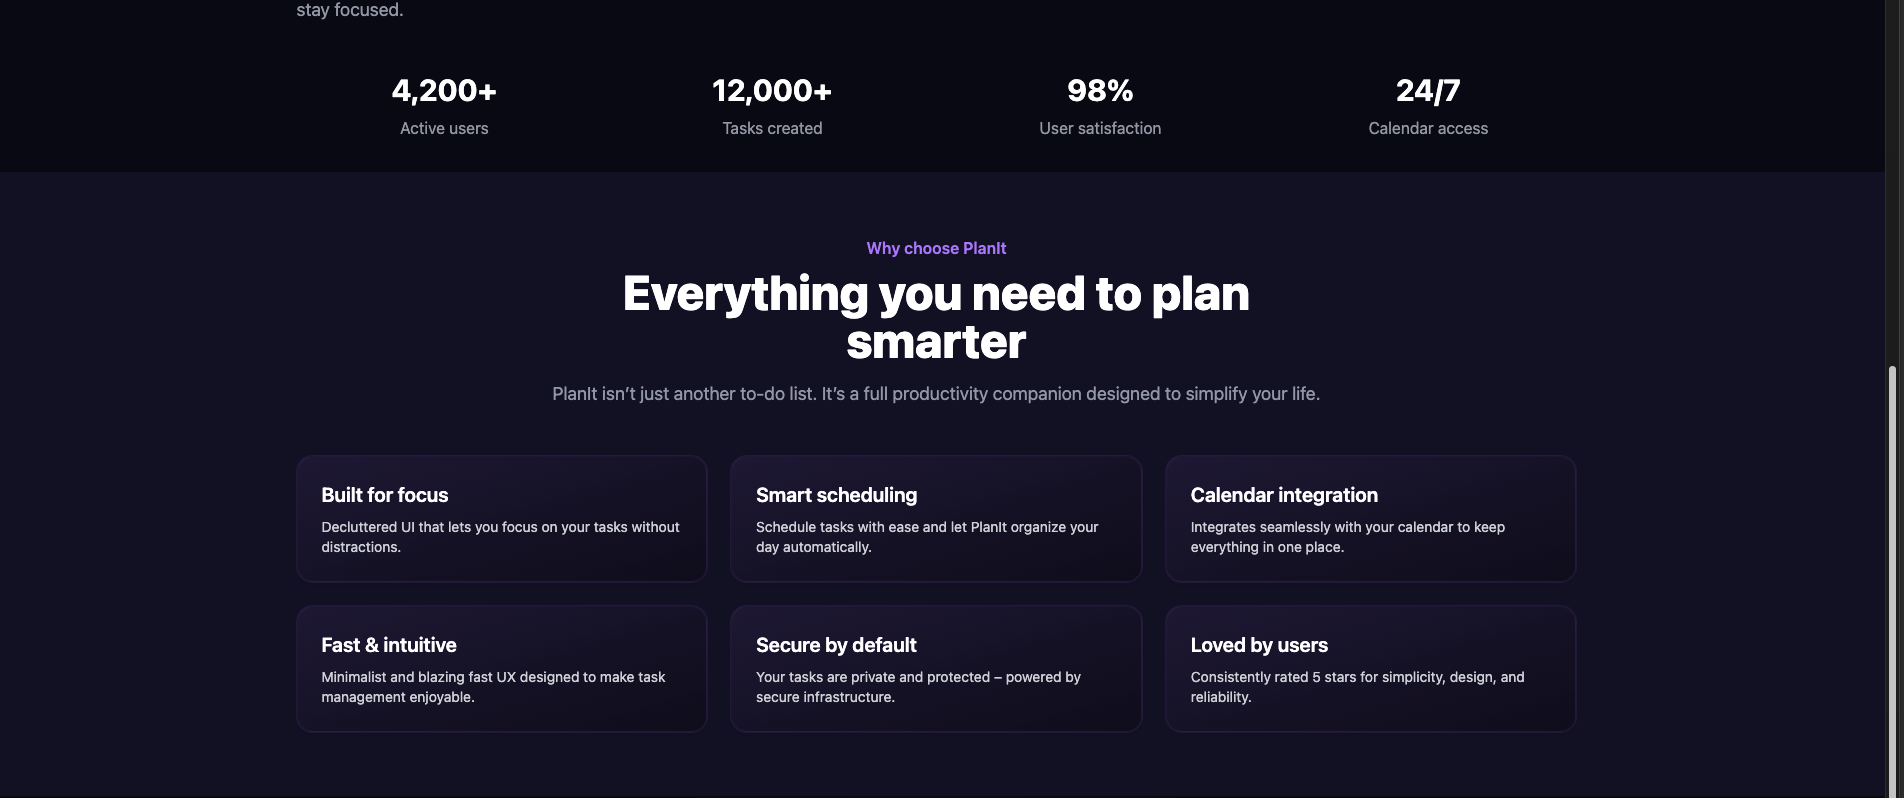 stay focused.
4,200+
Active users
12,000+
Tasks created
98%
User satisfaction
24/7
Calendar access
Why choose PlanIt
Everything you need to plan
smarter
PlanIt isn’t just another to-do list. It’s a full productivity companion designed to simplify your life.
Built for focus
Decluttered UI that lets you focus on your tasks without
distractions.
Smart scheduling
Schedule tasks with ease and let PlanIt organize your
day automatically.
Calendar integration
Integrates seamlessly with your calendar to keep
everything in one place.
Fast & intuitive
Minimalist and blazing fast UX designed to make task
management enjoyable.
Secure by default
Your tasks are private and protected – powered by
secure infrastructure.
Loved by users
Consistently rated 5 stars for simplicity, design, and
reliability.